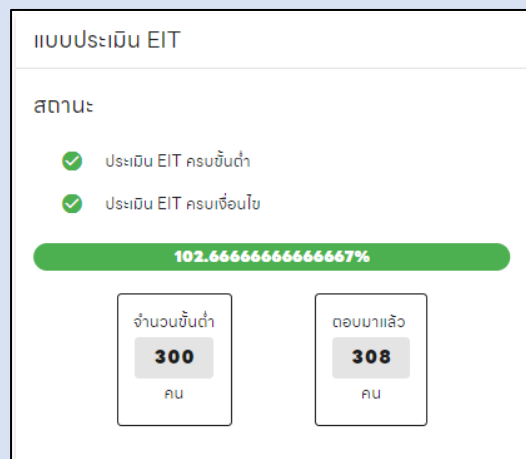 แบบประเมิน EIT
สถานะ
ประเมิน EIT ครบขั้นต่ำ
ประเมิน EIT ครบเงื่อนไข
102.66666666666667%
จำนวนขั้นต่ำ
300
คน
ตอบมาแล้ว
308
คน